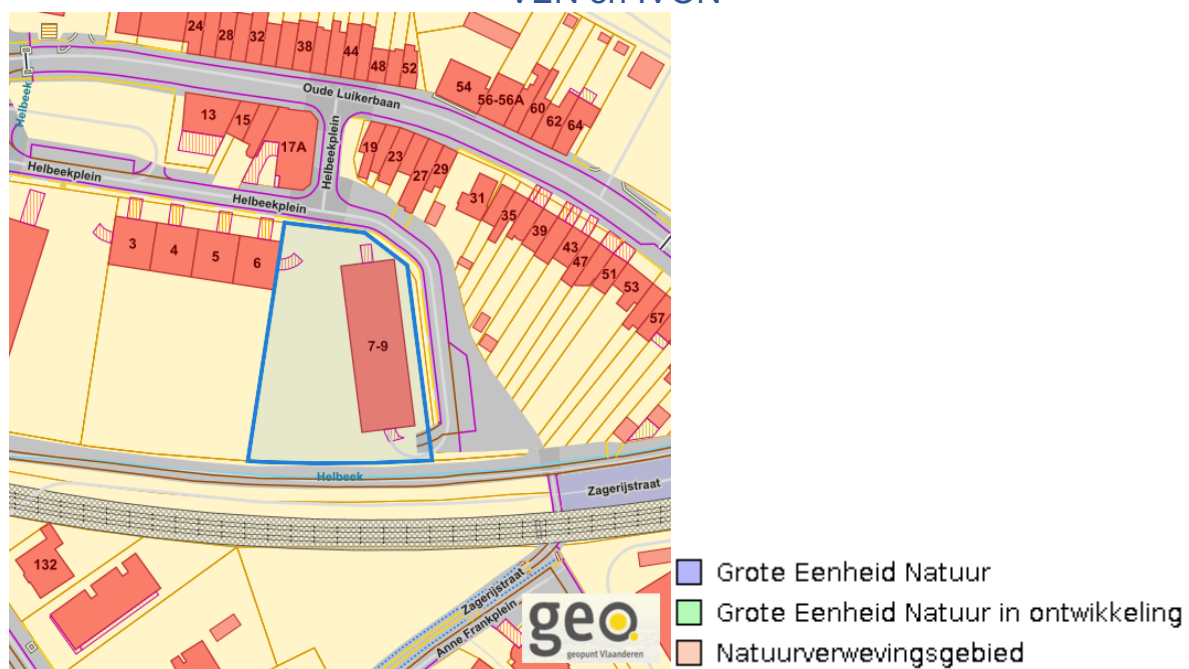 VEN en IVON
24 28 32 38 44 48 52
54 56-56A 60 62 64
Oude Luikerbaan
Helbeek
13 15 17A
19 23 27 29
Helbeekplein
Helbeekplein
Helbeekplein
31 35 39 43 47 51 53 57
3 4 5 6
7-9
Helbeek
Zagerijstraat
132
Zagerijstraat
Anne Frankplein
geo
geopunt Vlaanderen
Grote Eenheid Natuur
Grote Eenheid Natuur in ontwikkeling
Natuurverwevingsgebied